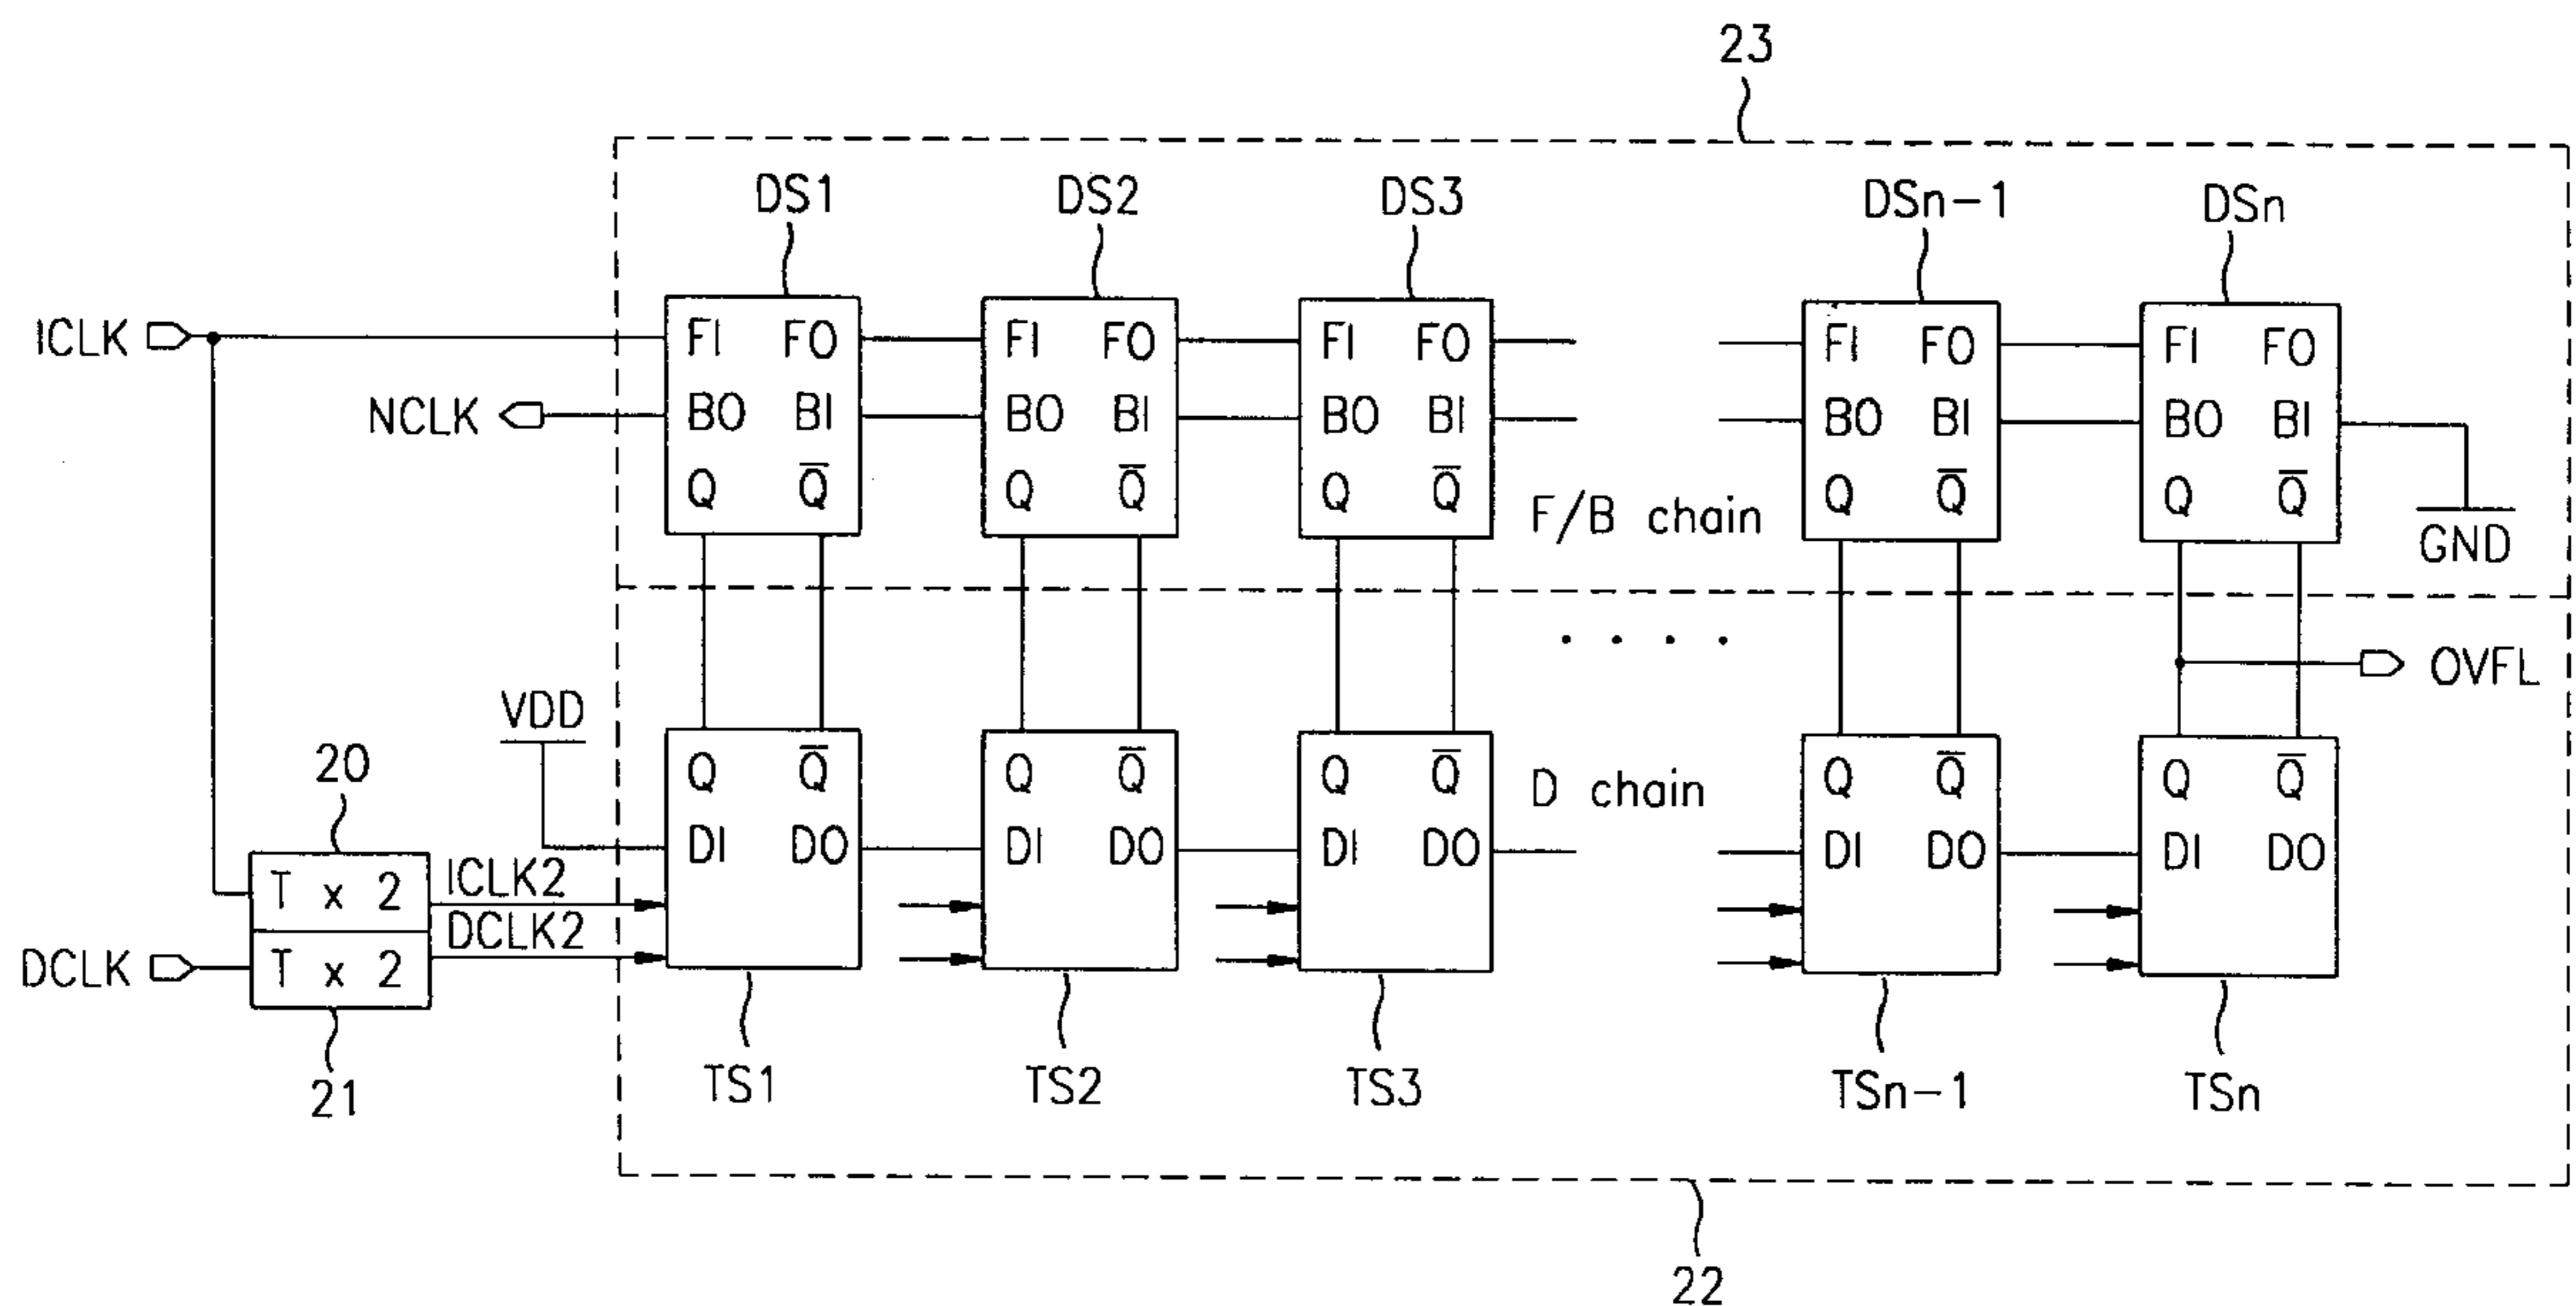 23
DS1 DS2 DS3 DSn-1 DSn
ICLK FI FO FI FO FI FO FI FO FI FO
NCLK BO BI BO BI BO BI BO BI BO BI
Q Q̅ Q Q̅ Q Q̅ F/B chain Q Q̅ Q Q̅ GND
. . . .
OVFL
VDD
20 Q Q̅ Q Q̅ Q Q̅ D chain Q Q̅ Q Q̅
DI DO DI DO DI DO DI DO DI DO
T x 2 ICLK2
DCLK T x 2 DCLK2
21 TS1 TS2 TS3 TSn-1 TSn
22